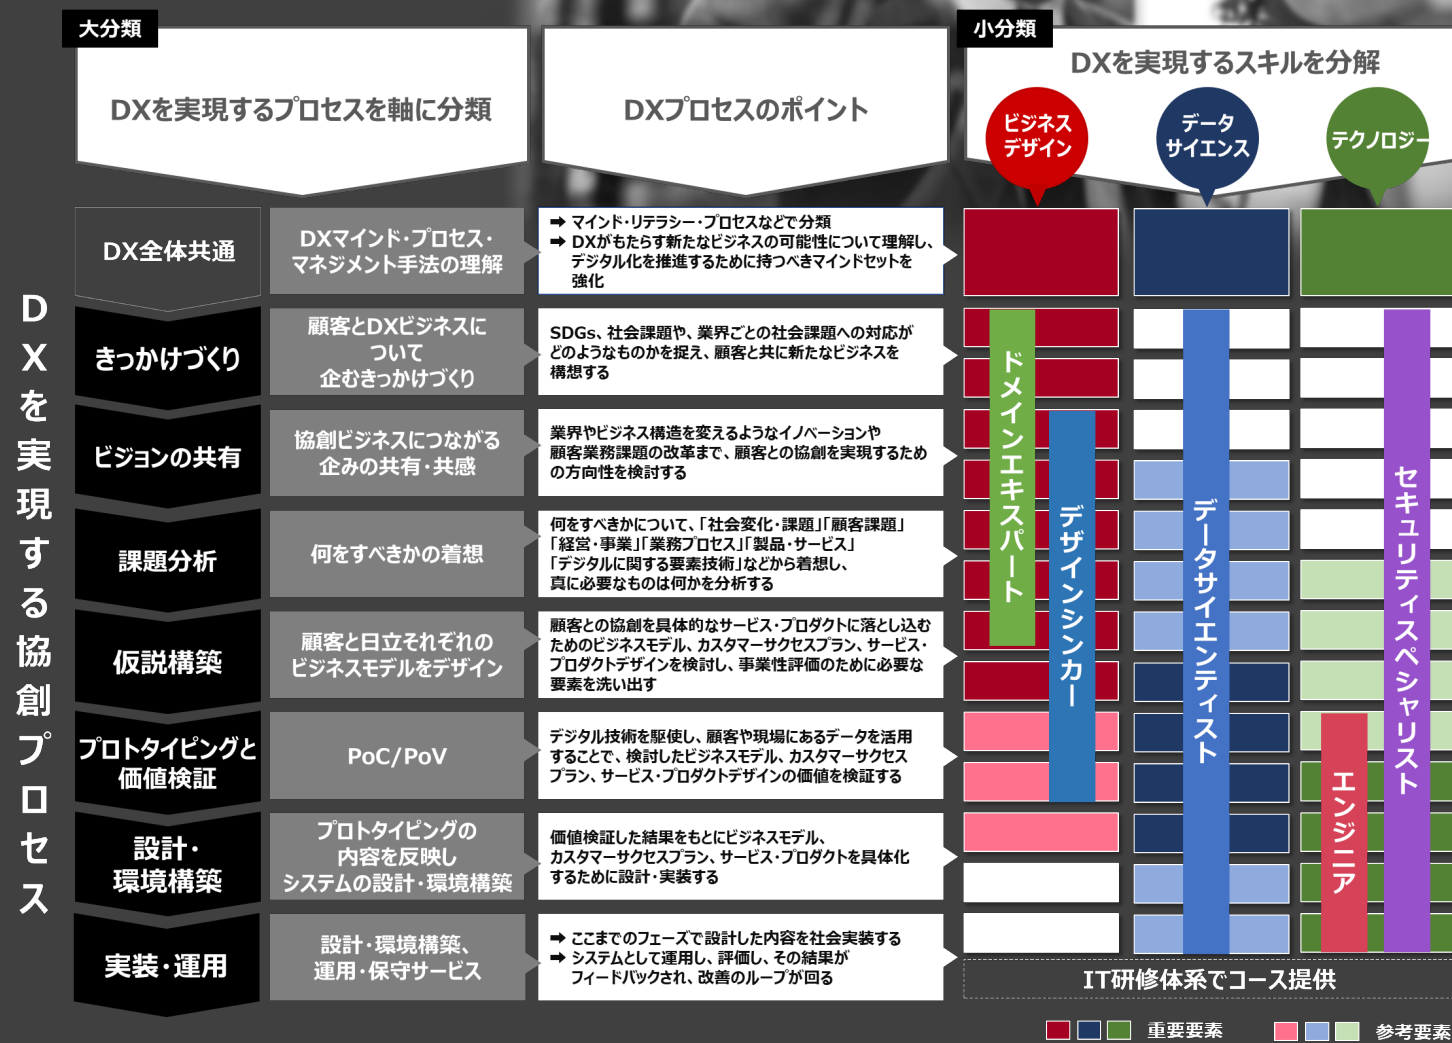 大分類
DXを実現するプロセスを軸に分類
DXプロセスのポイント
小分類
DXを実現するスキルを分解
ビジネス
デザイン
データ
サイエンス
テクノロジー
DXを実現する協創プロセス
DX全体共通
DXマインド・プロセス・
マネジメント手法の理解
➡ マインド・リテラシー・プロセスなどで分類
➡ DXがもたらす新たなビジネスの可能性について理解し、
デジタル化を推進するために持つべきマインドセットを
強化
きっかけづくり
顧客とDXビジネスに
ついて
企むきっかけづくり
SDGs、社会課題や、業界ごとの社会課題への対応が
どのようなものかを捉え、顧客と共に新たなビジネスを
構想する
ビジョンの共有
協創ビジネスにつながる
企みの共有・共感
業界やビジネス構造を変えるようなイノベーションや
顧客業務課題の改革まで、顧客との協創を実現するため
の方向性を検討する
課題分析
何をすべきかの着想
何をすべきかについて、「社会変化・課題」「顧客課題」
「経営・事業」「業務プロセス」「製品・サービス」
「デジタルに関する要素技術」などから着想し、
真に必要なものは何かを分析する
仮説構築
顧客と日立それぞれの
ビジネスモデルをデザイン
顧客との協創を具体的なサービス・プロダクトに落とし込む
ためのビジネスモデル、カスタマーサクセスプラン、サービス・
プロダクトデザインを検討し、事業性評価のために必要な
要素を洗い出す
プロトタイピングと
価値検証
PoC/PoV
デジタル技術を駆使し、顧客や現場にあるデータを活用
することで、検討したビジネスモデル、カスタマーサクセス
プラン、サービス・プロダクトデザインの価値を検証する
設計・
環境構築
プロトタイピングの
内容を反映し
システムの設計・環境構築
価値検証した結果をもとにビジネスモデル、
カスタマーサクセスプラン、サービス・プロダクトを具体化
するために設計・実装する
実装・運用
設計・環境構築、
運用・保守サービス
➡ ここまでのフェーズで設計した内容を社会実装する
➡ システムとして運用し、評価し、その結果が
フィードバックされ、改善のループが回る
ドメインエキスパート
デザインシンカー
データサイエンティスト
エンジニア
セキュリティスペシャリスト
IT研修体系でコース提供
重要要素
参考要素